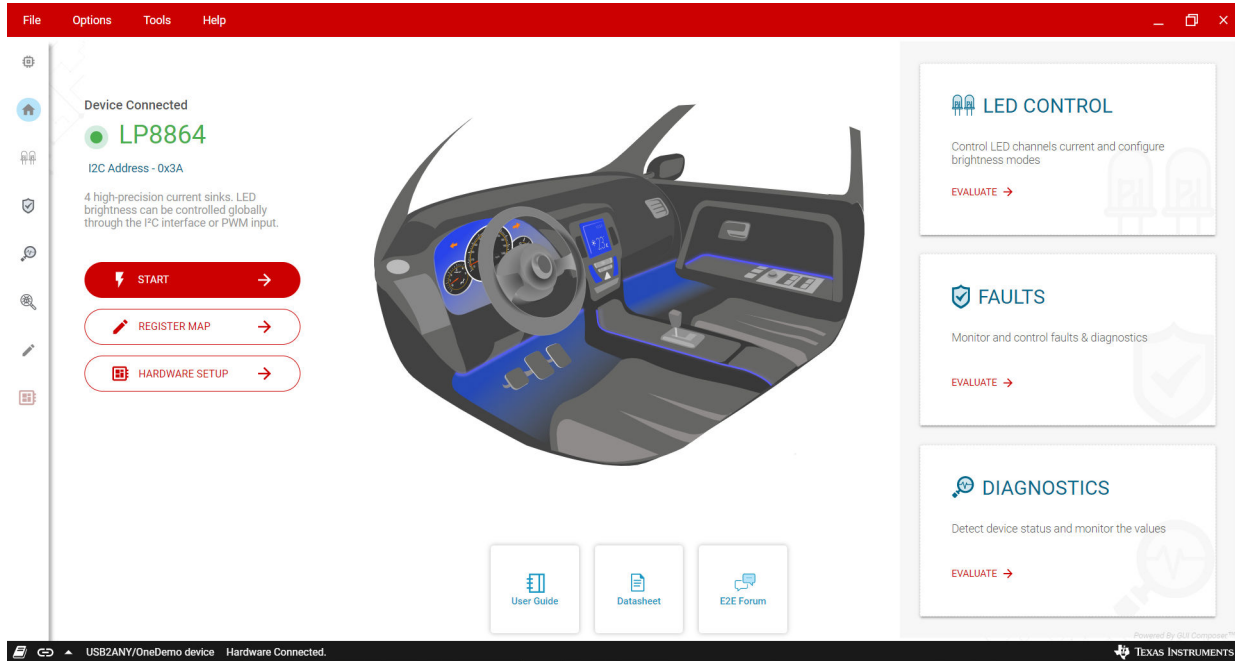 File Options Tools Help
Device Connected
LP8864
I2C Address - 0x3A
4 high-precision current sinks. LED
brightness can be controlled globally
through the I²C interface or PWM input.
START
REGISTER MAP
HARDWARE SETUP
User Guide
Datasheet
E2E Forum
LED CONTROL
Control LED channels current and configure
brightness modes
EVALUATE
FAULTS
Monitor and control faults & diagnostics
EVALUATE
DIAGNOSTICS
Detect device status and monitor the values
EVALUATE
Powered By GUI Composer™
USB2ANY/OneDemo device Hardware Connected.
TEXAS INSTRUMENTS